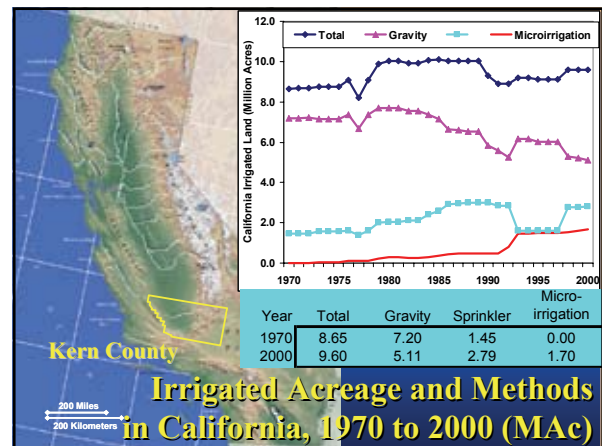 Total Gravity Microirrigation
California Irrigated Land (Million Acres)
12.0
10.0
8.0
6.0
4.0
2.0
0.0
1970 1975 1980 1985 1990 1995 2000
Year Total Gravity Sprinkler Micro-irrigation
1970 8.65 7.20 1.45 0.00
2000 9.60 5.11 2.79 1.70
Kern County
200 Miles
200 Kilometers
Irrigated Acreage and Methods
in California, 1970 to 2000 (MAc)